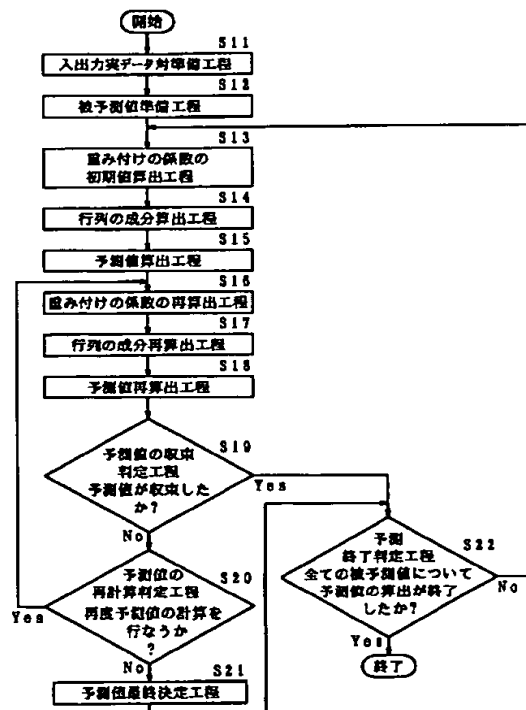 開始
S11
入出力実データ対準備工程
S12
被予測値準備工程
S13
重み付けの係数の
初期値算出工程
S14
行列の成分算出工程
S15
予測値算出工程
S16
重み付けの係数の再算出工程
S17
行列の成分再算出工程
S18
予測値再算出工程
S19
予測値の収束
判定工程
予測値が収束した
か?
Yes
No
S20
予測値の
再計算判定工程
再度予測値の計算を
行なうか
?
Yes
No
S21
予測値最終決定工程
S22
予測
終了判定工程
全ての被予測値について
予測値の算出が終了
したか?
No
Yes
終了